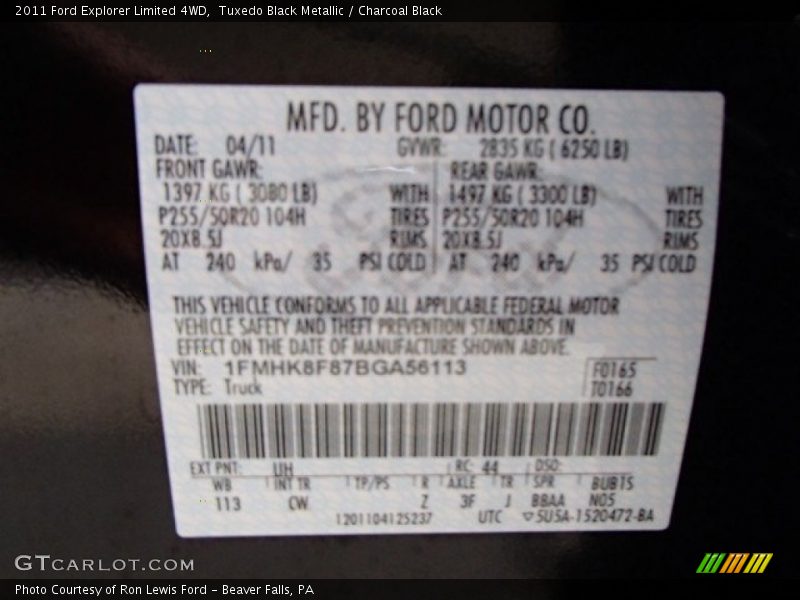 2011 Ford Explorer Limited 4WD,  Tuxedo Black Metallic / Charcoal Black
MFD. BY FORD MOTOR CO.
DATE: 04/11 GVWR: 2835 KG ( 6250 LB)
FRONT GAWR: REAR GAWR:
1397 KG ( 3080 LB) WITH 1497 KG ( 3300 LB) WITH
P255/50R20 104H TIRES P255/50R20 104H TIRES
20X8.5J RIMS 20X8.5J RIMS
AT 240 kPa/ 35 PSI COLD AT 240 kPa/ 35 PSI COLD
THIS VEHICLE CONFORMS TO ALL APPLICABLE FEDERAL MOTOR
VEHICLE SAFETY AND THEFT PREVENTION STANDARDS IN
EFFECT ON THE DATE OF MANUFACTURE SHOWN ABOVE.
VIN: 1FMHK8F87BGA56113 F0165
TYPE: Truck T0166
EXT PNT: UH RC: 44 DSO:
WB INT TR TP/PS R AXLE TR SPR BUB1S
113 CW Z 3F J BBAA N05
1201104125237 UTC ▽5U5A-1520472-BA
GTCARLOT.COM
Photo Courtesy of Ron Lewis Ford – Beaver Falls, PA